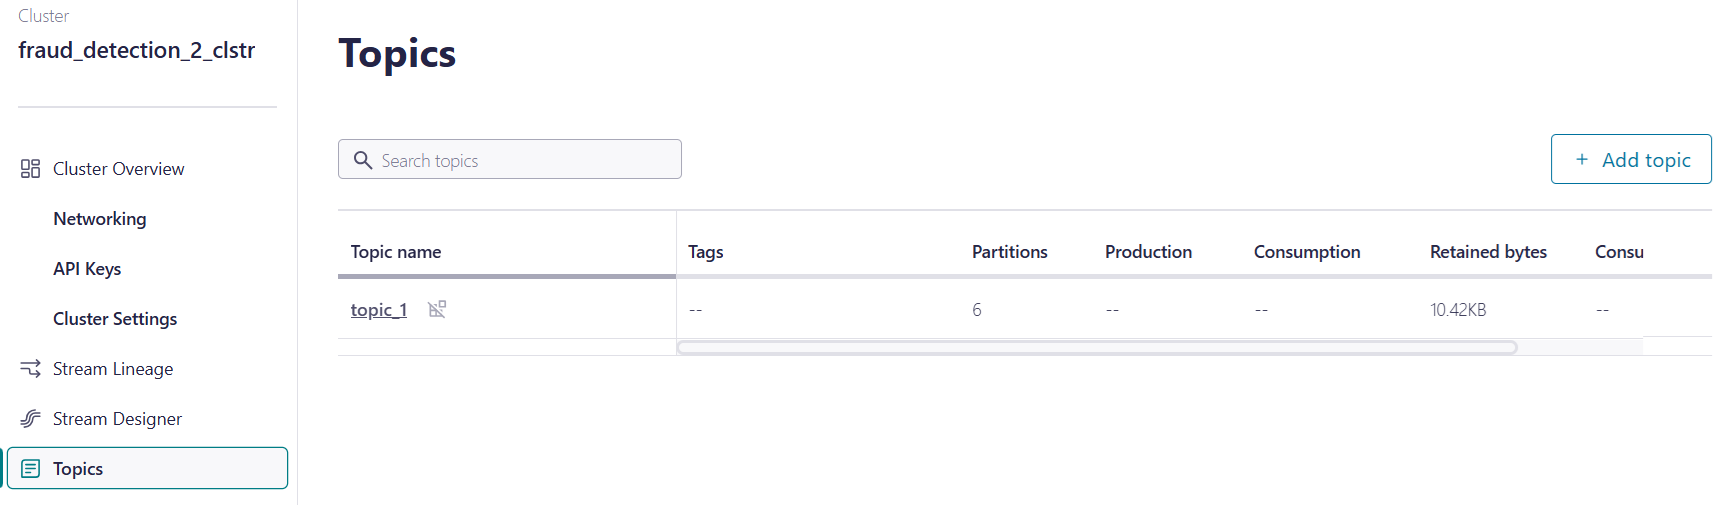 Cluster
fraud_detection_2_clstr
Cluster Overview
Networking
API Keys
Cluster Settings
Stream Lineage
Stream Designer
Topics
Topics
Search topics
+ Add topic
Topic name Tags Partitions Production Consumption Retained bytes Consu
topic_1 -- 6 -- -- 10.42KB --